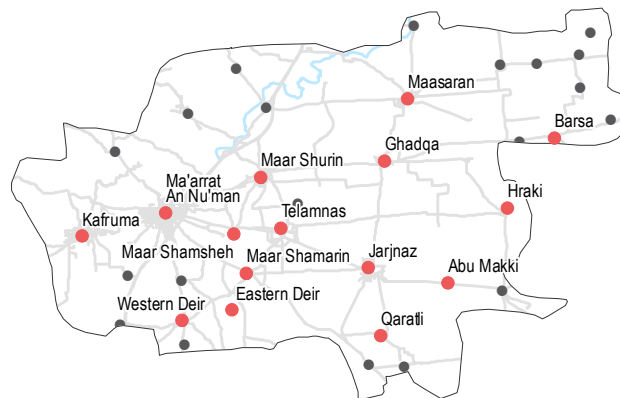 Maasaran
Barsa
Ghadqa
Maar Shurin
Ma'arrat
An Nu'man
Hraki
Kafruma
Telamnas
Maar Shamsheh
Maar Shamarin
Jarjnaz
Abu Makki
Eastern Deir
Western Deir
Qaratli